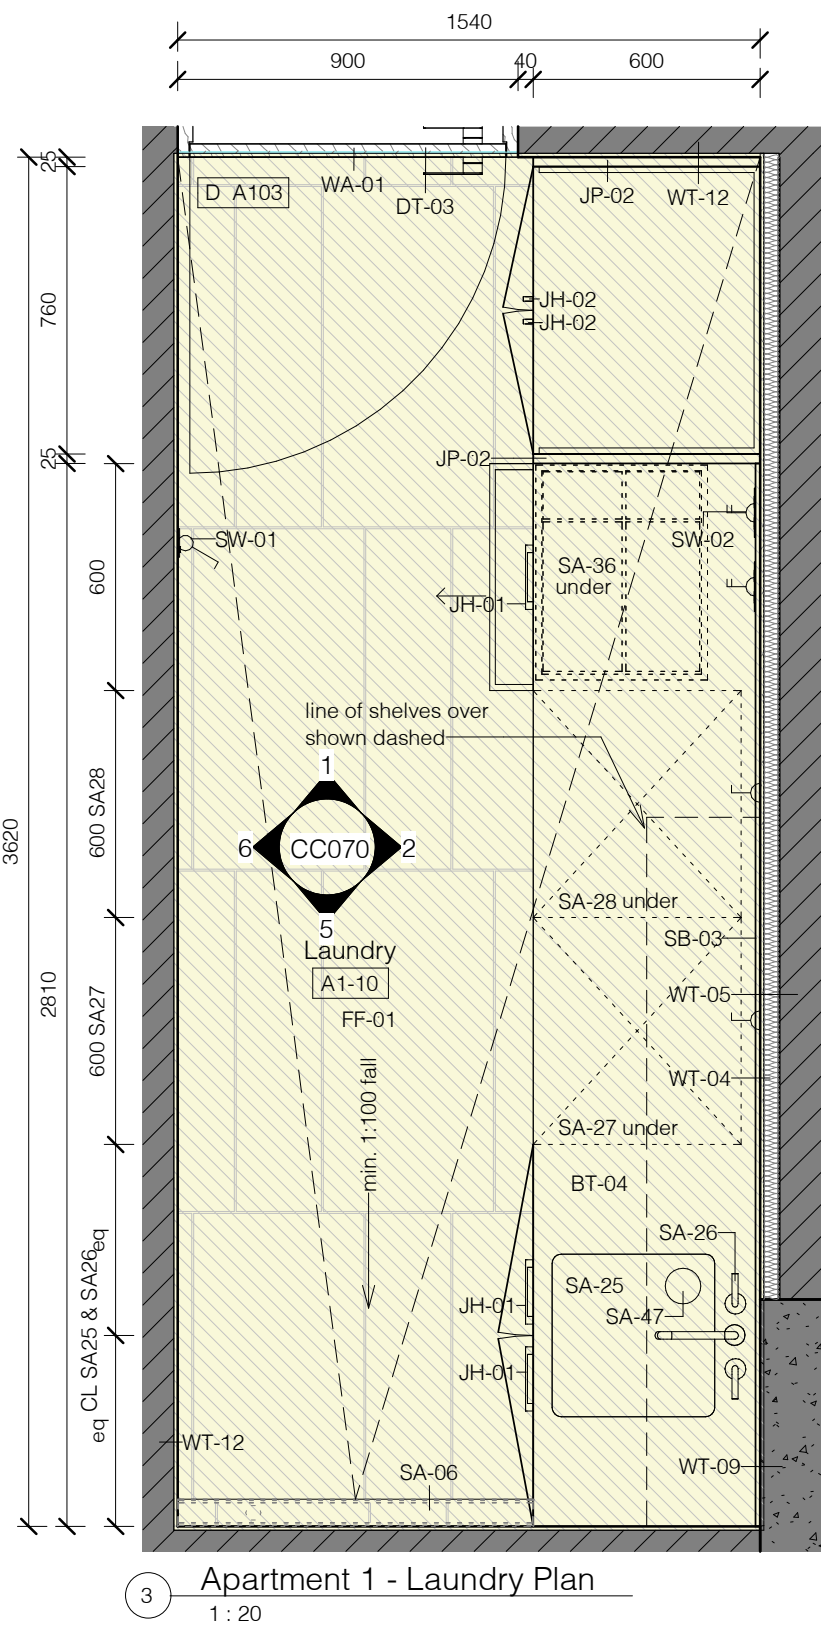 1540
900
40
600
25
D A103
WA-01
DT-03
JP-02
WT-12
760
JH-02
JH-02
25
JP-02
600
SW-01
SW-02
SA-36
under
JH-01
line of shelves over
shown dashed
600 SA28
3620
1
6
CC070
2
5
SA-28 under
SB-03
Laundry
A1-10
FF-01
2810
600 SA27
WT-05
WT-04
min. 1:100 fall
SA-27 under
BT-04
SA-26
SA-25
SA-47
JH-01
JH-01
eq CL SA25 & SA26 eq
WT-12
WT-09
SA-06
3
Apartment 1 - Laundry Plan
1 : 20